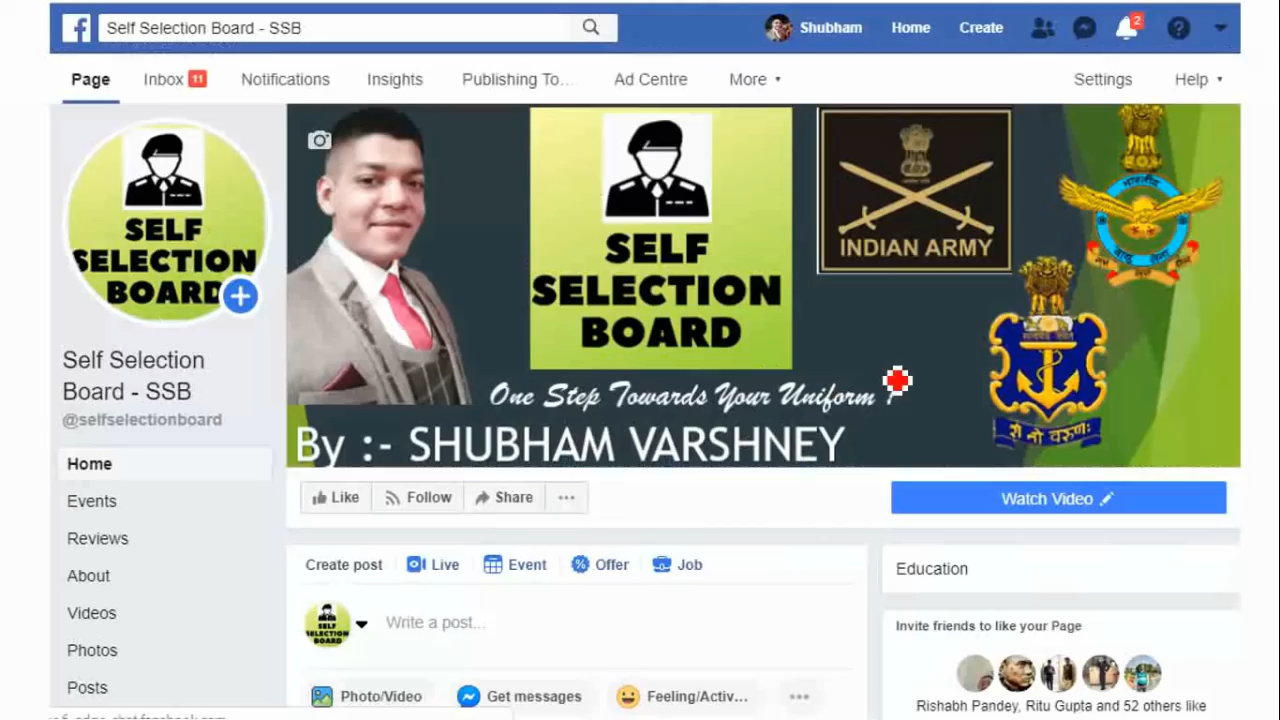 Self Selection Board - SSB
Shubham
Home
Create
2
Page
Inbox 11
Notifications
Insights
Publishing To...
Ad Centre
More
Settings
Help
SELF
SELECTION
BOARD
SELF
SELECTION
BOARD
INDIAN ARMY
One Step Towards Your Uniform
By :- SHUBHAM VARSHNEY
Self Selection
Board - SSB
@selfselectionboard
Home
Events
Reviews
About
Videos
Photos
Posts
Like
Follow
Share
Watch Video
Create post
Live
Event
Offer
Job
SELF
SELECTION
BOARD
Write a post...
Photo/Video
Get messages
Feeling/Activ...
Education
Invite friends to like your Page
Rishabh Pandey, Ritu Gupta and 52 others like